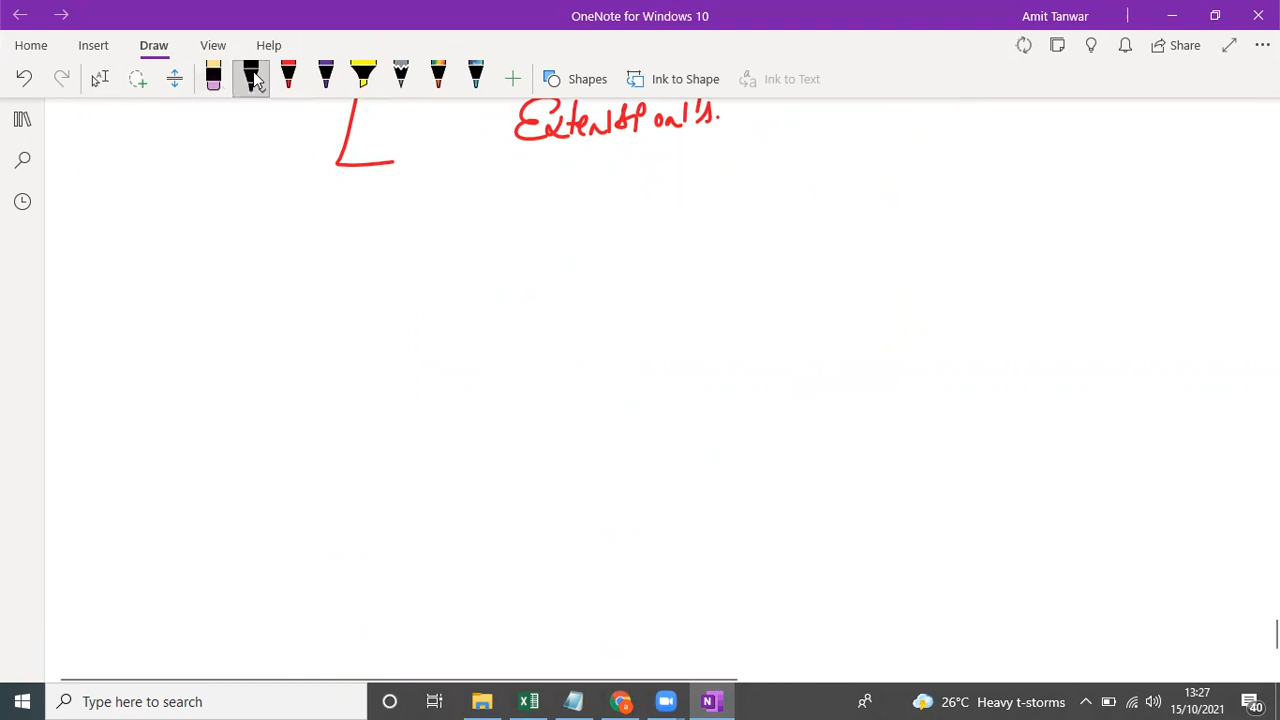 OneNote for Windows 10
Amit Tanwar
Home
Insert
Draw
View
Help
Share
Shapes
Ink to Shape
Ink to Text
Type here to search
26°C Heavy t-storms
13:27
15/10/2021
40